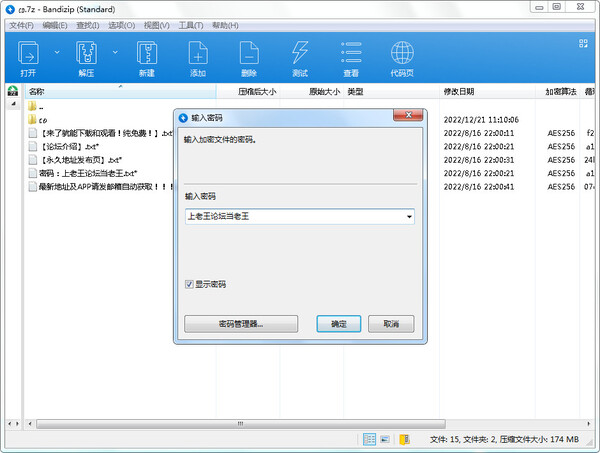 co.7z - Bandizip (Standard)
文件(F) 编辑(E) 查找(I) 选项(O) 视图(V) 工具(T) 帮助(H)
打开 解压 新建 添加 删除 测试 查看 代码页
名称 压缩后大小 原始大小 类型 修改日期 加密算法 循
..
co 2022/12/21 11:10:06
【来了就能下载和观看！纯免费！】.txt* 2022/8/16 22:00:11 AES256 f2
【论坛介绍】.txt* 2022/8/16 22:00:21 AES256 a1
【永久地址发布页】.txt* 2022/8/16 22:00:31 AES256 24
密码：上老王论坛当老王.txt* 2022/8/16 22:00:21 AES256 a1
最新地址及APP请发邮箱自动获取！！！ 2022/8/16 22:00:41 AES256 07
输入密码
输入加密文件的密码。
输入密码
上老王论坛当老王
显示密码
密码管理器... 确定 取消
文件: 15, 文件夹: 2, 压缩文件大小: 174 MB